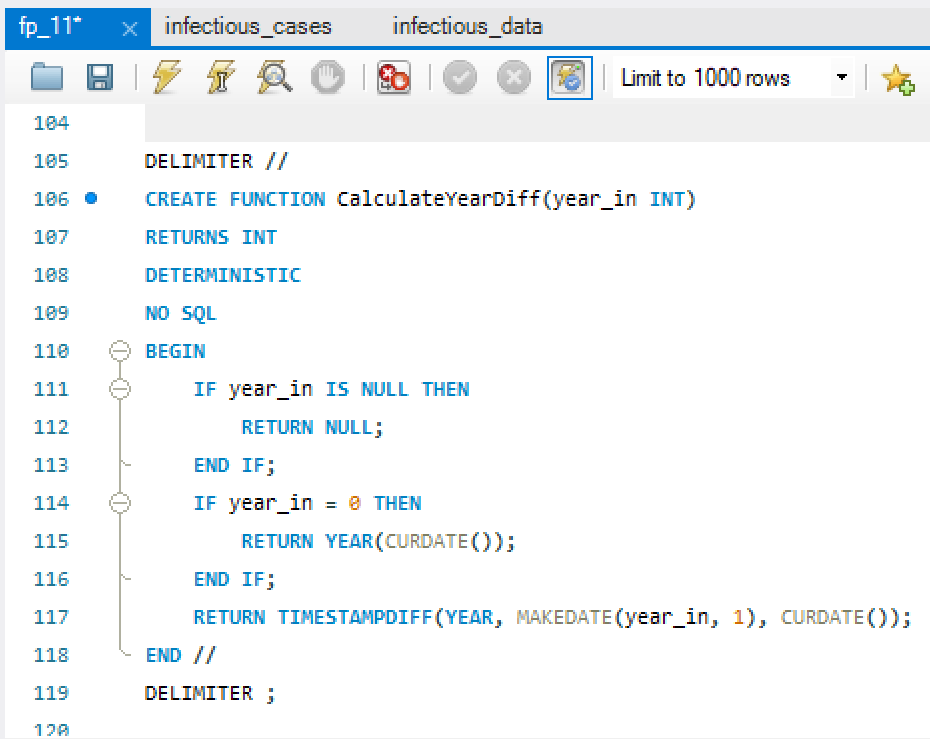 fp_11* infectious_cases infectious_data
Limit to 1000 rows
104
105 DELIMITER //
106 CREATE FUNCTION CalculateYearDiff(year_in INT)
107 RETURNS INT
108 DETERMINISTIC
109 NO SQL
110 BEGIN
111 IF year_in IS NULL THEN
112 RETURN NULL;
113 END IF;
114 IF year_in = 0 THEN
115 RETURN YEAR(CURDATE());
116 END IF;
117 RETURN TIMESTAMPDIFF(YEAR, MAKEDATE(year_in, 1), CURDATE());
118 END //
119 DELIMITER ;
120